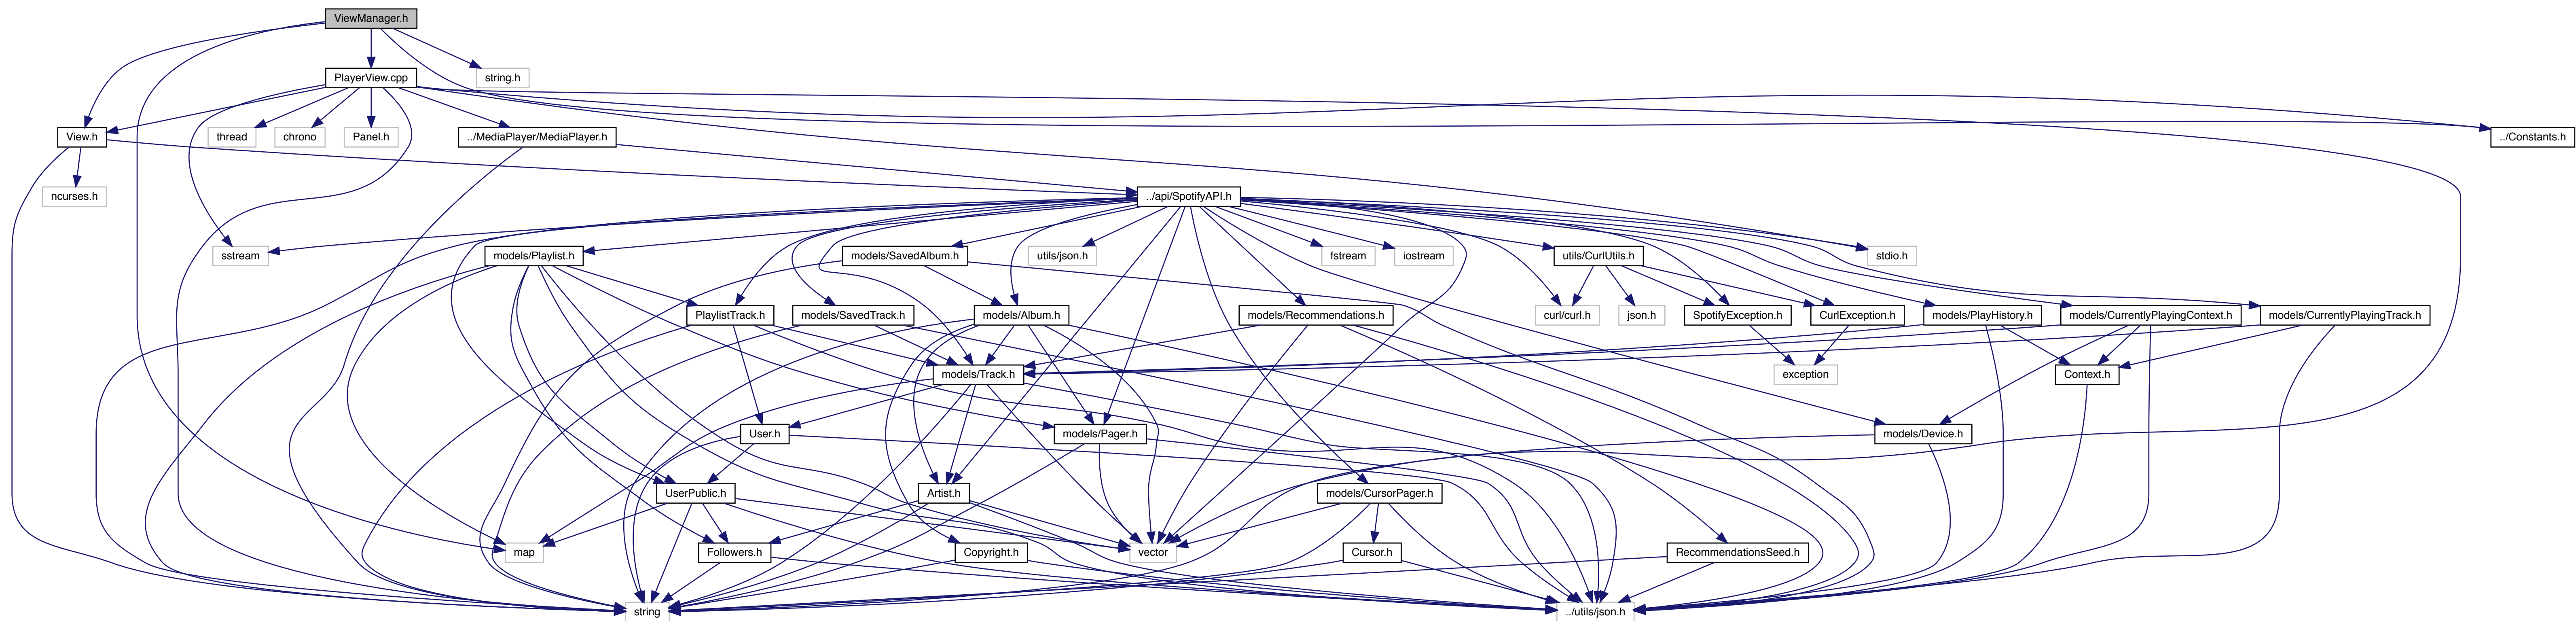 ViewManager.h
PlayerView.cpp
string.h
View.h
thread
chrono
Panel.h
../MediaPlayer/MediaPlayer.h
../Constants.h
ncurses.h
../api/SpotifyAPI.h
sstream
models/Playlist.h
models/SavedAlbum.h
utils/json.h
fstream
iostream
utils/CurlUtils.h
stdio.h
PlaylistTrack.h
models/SavedTrack.h
models/Album.h
models/Recommendations.h
curl/curl.h
json.h
SpotifyException.h
CurlException.h
models/PlayHistory.h
models/CurrentlyPlayingContext.h
models/CurrentlyPlayingTrack.h
models/Track.h
exception
Context.h
User.h
models/Pager.h
models/Device.h
UserPublic.h
Artist.h
models/CursorPager.h
map
Followers.h
Copyright.h
vector
Cursor.h
RecommendationsSeed.h
string
../utils/json.h